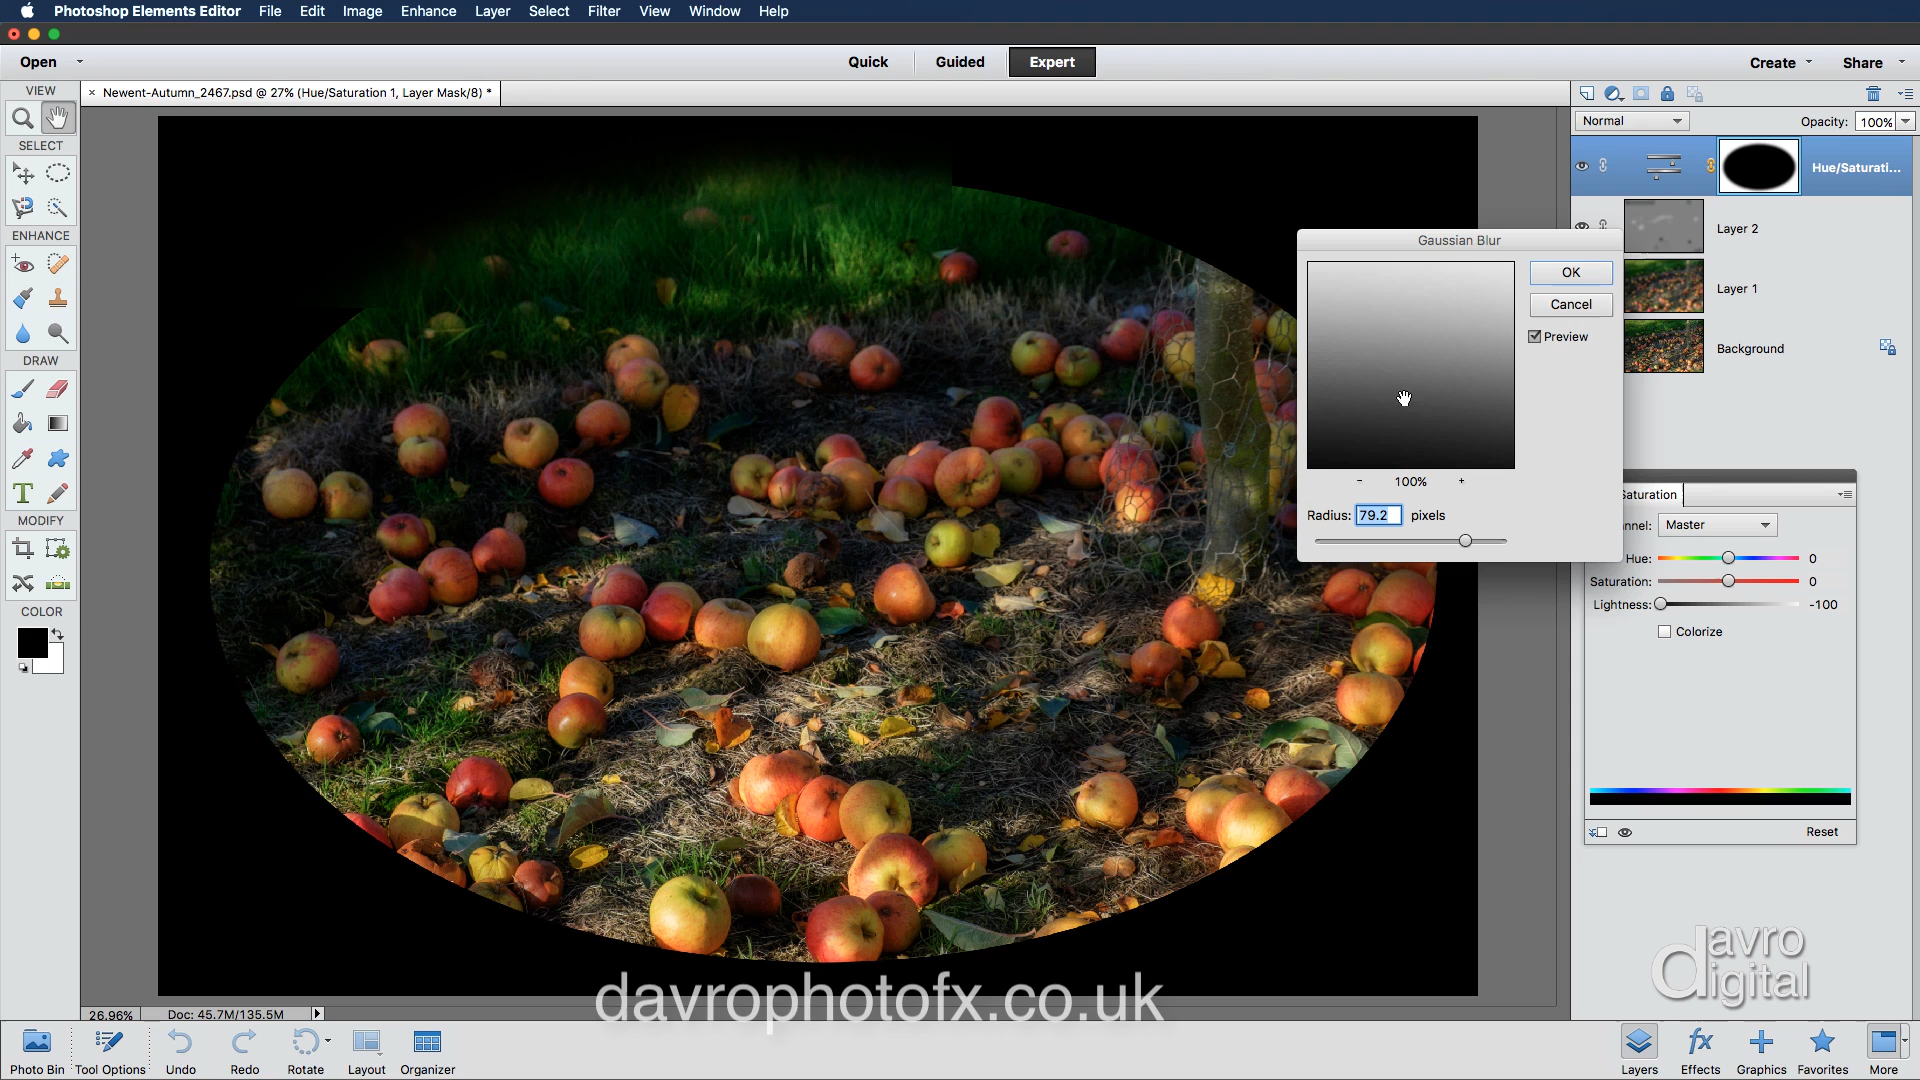 Photoshop Elements Editor File Edit Image Enhance Layer Select Filter View Window Help
Open Quick Guided Expert Create Share
VIEW × Newent-Autumn_2467.psd @ 27% (Hue/Saturation 1, Layer Mask/8) *
Normal Opacity: 100%
SELECT
Hue/Saturati...
ENHANCE
Layer 2
Gaussian Blur
OK
Layer 1
Cancel
Preview
Background
DRAW
100%
Saturation
Radius: 79.2 pixels
nnel: Master
T
MODIFY
Hue: 0
Saturation: 0
Lightness: -100
COLOR
Colorize
Reset
davro
digital
davrophotofx.co.uk
26.96% Doc: 45.7M/135.5M
fx
Photo Bin Tool Options Undo Redo Rotate Layout Organizer Layers Effects Graphics Favorites More